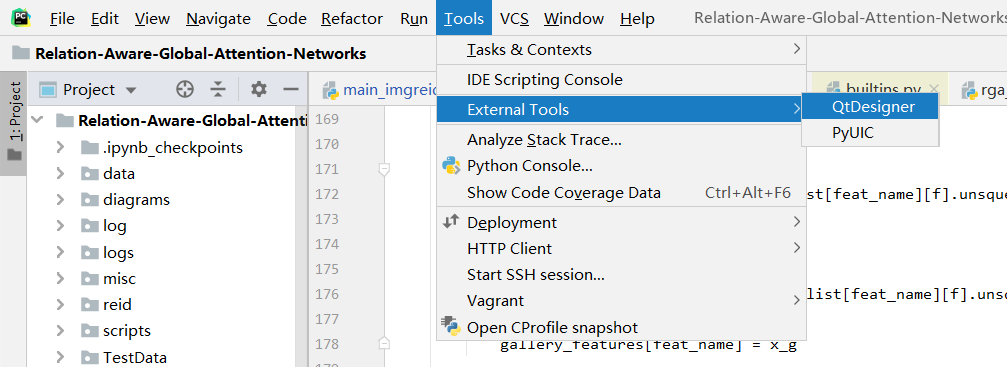 PC File Edit View Navigate Code Refactor Run Tools VCS Window Help Relation-Aware-Global-Attention-Networks
Relation-Aware-Global-Attention-Networks
1: Project
Project
main_imgreid
builtins.py
rga_
Relation-Aware-Global-Attenti
.ipynb_checkpoints
data
diagrams
log
logs
misc
reid
scripts
TestData
169
170
171
172
173
174
175
176
177
178
Tasks & Contexts
IDE Scripting Console
External Tools
Analyze Stack Trace...
Python Console...
Show Code Coverage Data Ctrl+Alt+F6
Deployment
HTTP Client
Start SSH session...
Vagrant
Open CProfile snapshot
QtDesigner
PyUIC
st[feat_name][f].unsque
list[feat_name][f].unsq
gallery_features[feat_name] = x_g